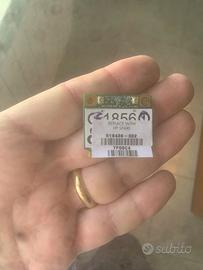 1856
REPLACE WITH
HP SPARE
518436-002
subito